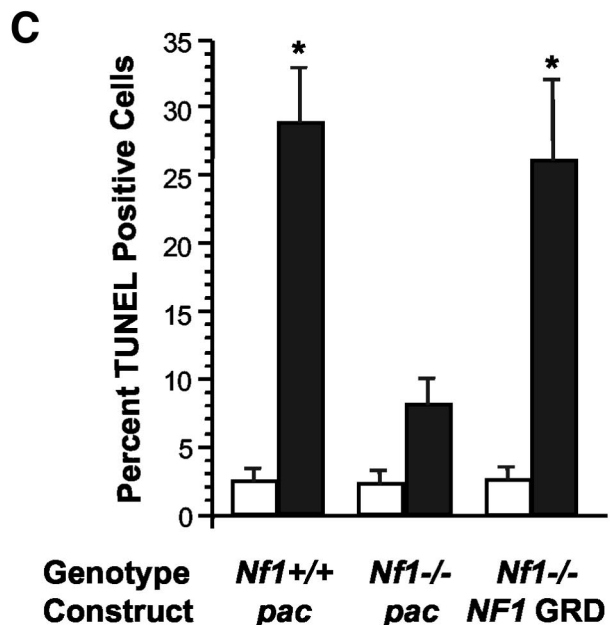 C
Percent TUNEL Positive Cells
35
30
25
20
15
10
5
0
* *
Genotype Nf1+/+ Nf1-/- Nf1-/-
Construct pac pac NF1 GRD